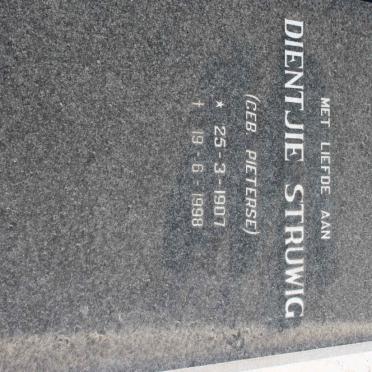 MET LIEFDE AAN
DIENTJIE STRUWIG
(GEB. PIETERSE)
★ 25-3-1907
† 19-6-1998